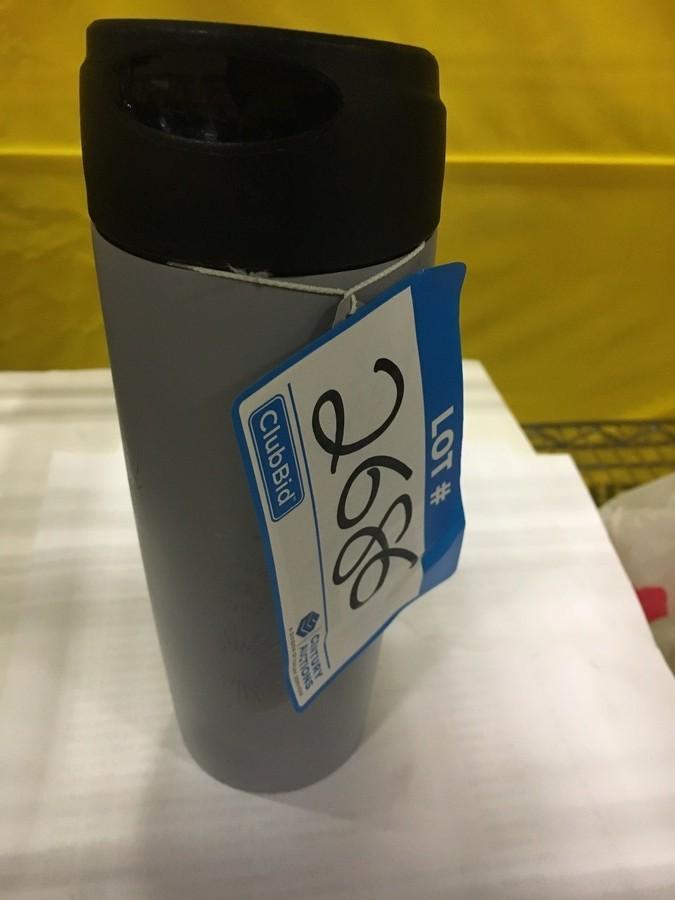 LOT #
2686
ClubBid
CENTURY
AUCTIONS